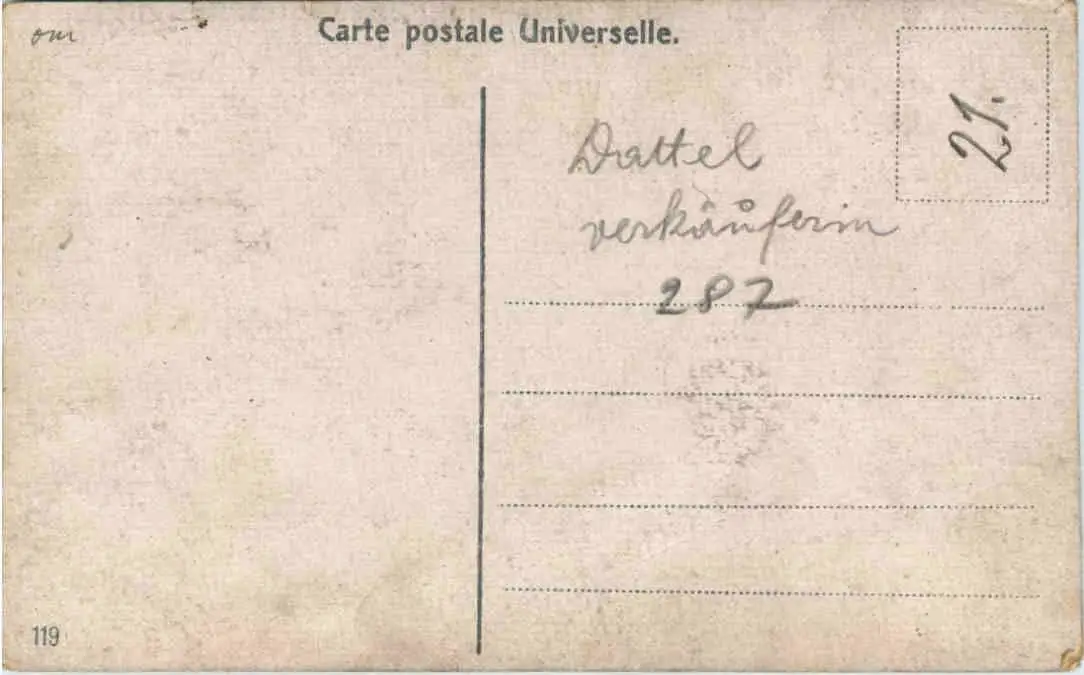 Carte postale Universelle.
21.
Dattel
verkäuferin
287
119